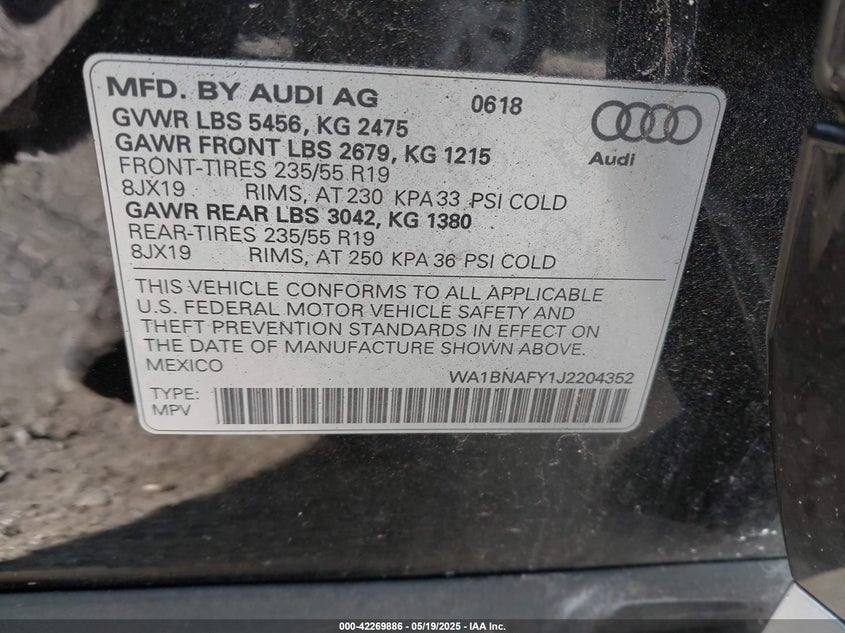 MFD. BY AUDI AG 0618
GVWR LBS 5456, KG 2475
GAWR FRONT LBS 2679, KG 1215
Audi
FRONT-TIRES 235/55 R19
8JX19 RIMS, AT 230 KPA 33 PSI COLD
GAWR REAR LBS 3042, KG 1380
REAR-TIRES 235/55 R19
8JX19 RIMS, AT 250 KPA 36 PSI COLD
THIS VEHICLE CONFORMS TO ALL APPLICABLE
U.S. FEDERAL MOTOR VEHICLE SAFETY AND
THEFT PREVENTION STANDARDS IN EFFECT ON
THE DATE OF MANUFACTURE SHOWN ABOVE.
MEXICO WA1BNAFY1J2204352
TYPE:
MPV
000-42269886 - 05/19/2025 - IAA Inc.